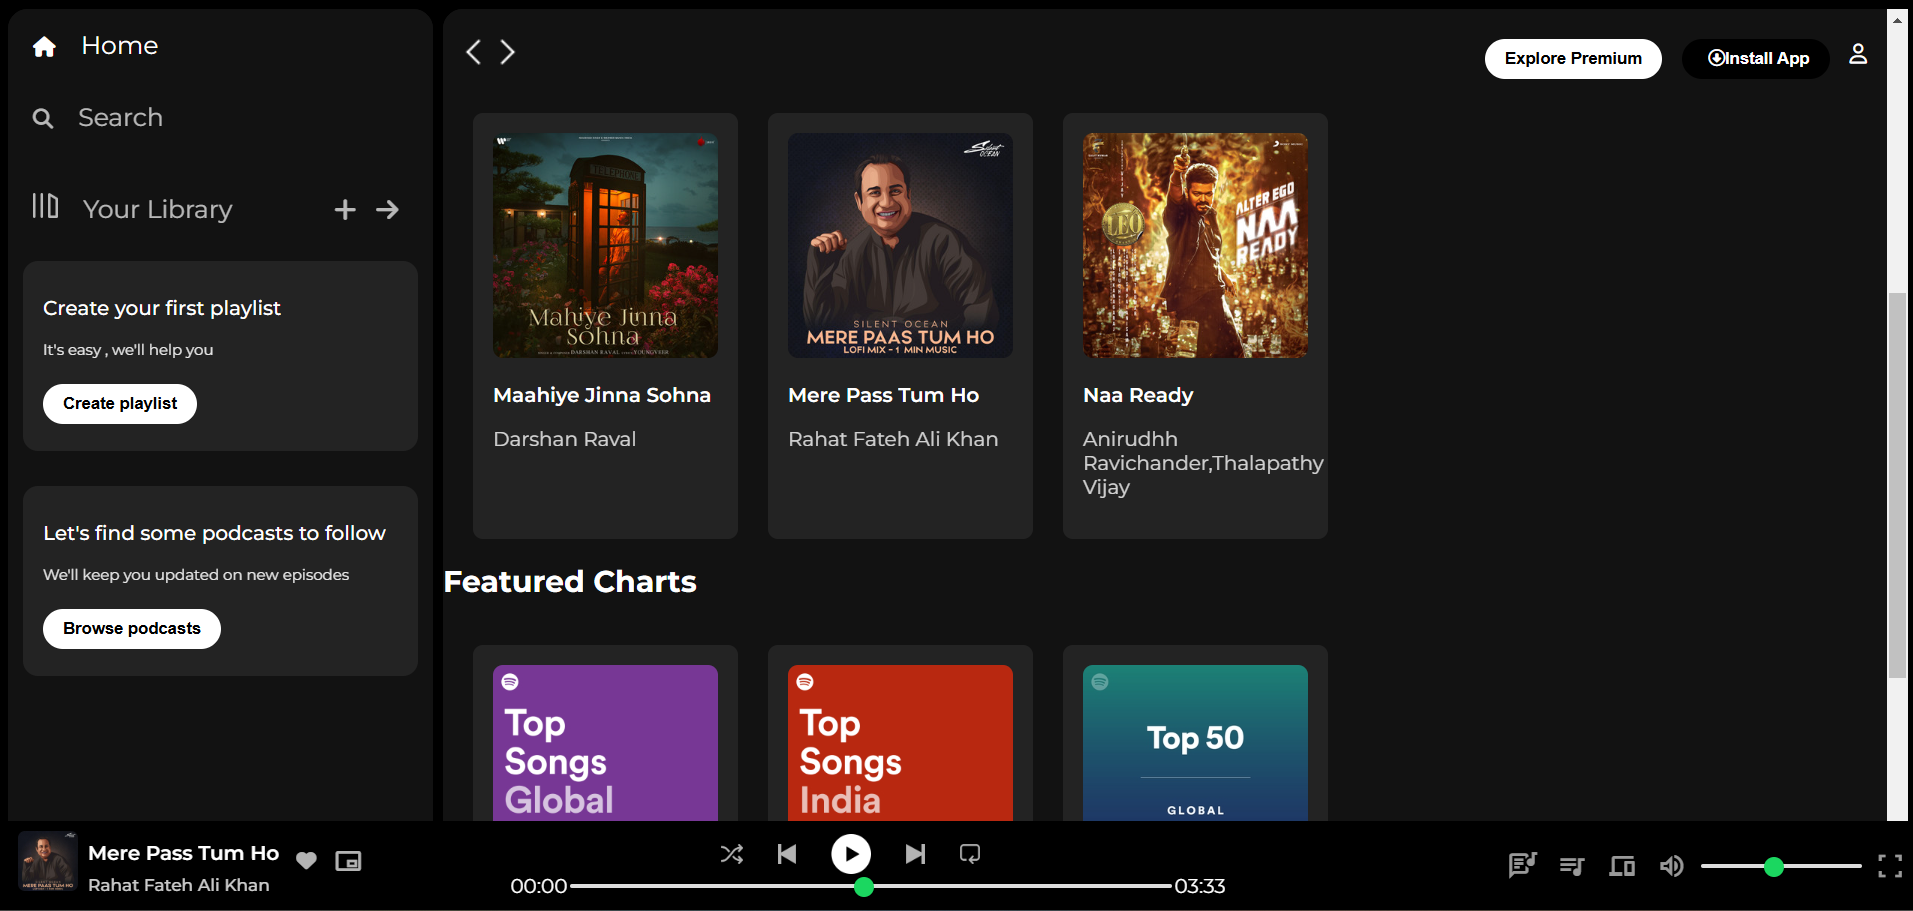 Home
Search
Your Library
Create your first playlist
It's easy , we'll help you
Create playlist
Let's find some podcasts to follow
We'll keep you updated on new episodes
Browse podcasts
Explore Premium
Install App
TELEPHONE
Mahiye Jinna
Sohna
Maahiye Jinna Sohna
Darshan Raval
Silent
OCEAN
SILENT OCEAN
MERE PAAS TUM HO
LOFI MIX - 1 MIN MUSIC
Mere Pass Tum Ho
Rahat Fateh Ali Khan
LEO
ALTER EGO
NAA
READY
Naa Ready
Anirudhh
Ravichander,Thalapathy
Vijay
Featured Charts
Top
Songs
Global
Top
Songs
India
Top 50
GLOBAL
Mere Pass Tum Ho
Rahat Fateh Ali Khan
00:00
03:33